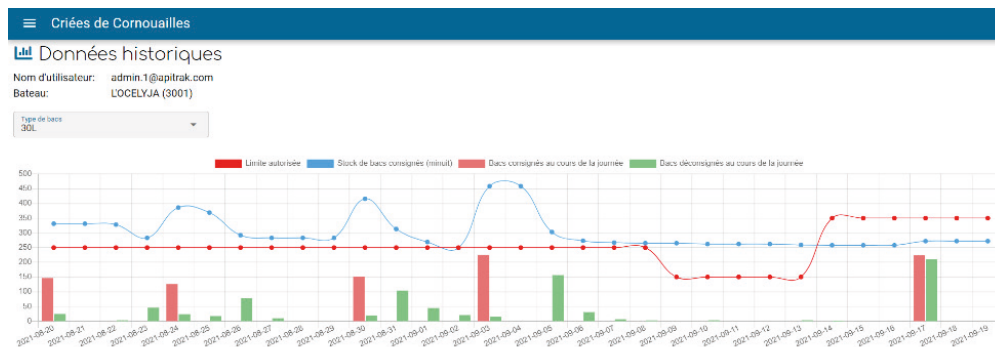 Criées de Cornouailles
Données historiques
Nom d'utilisateur: admin.1@apitrak.com
Bateau: L'OCELYJA (3001)
Type de bacs
30L
Limite autorisée Stock de bacs consignés (minuit) Bacs consignés au cours de la journée Bacs déconsignés au cours de la journée
500
450
400
350
300
250
200
150
100
50
0
2021-08-20 2021-08-21 2021-08-22 2021-08-23 2021-08-24 2021-08-25 2021-08-26 2021-08-27 2021-08-28 2021-08-29 2021-08-30 2021-08-31 2021-09-01 2021-09-02 2021-09-03 2021-09-04 2021-09-05 2021-09-06 2021-09-07 2021-09-08 2021-09-09 2021-09-10 2021-09-11 2021-09-12 2021-09-13 2021-09-14 2021-09-15 2021-09-16 2021-09-17 2021-09-18 2021-09-19